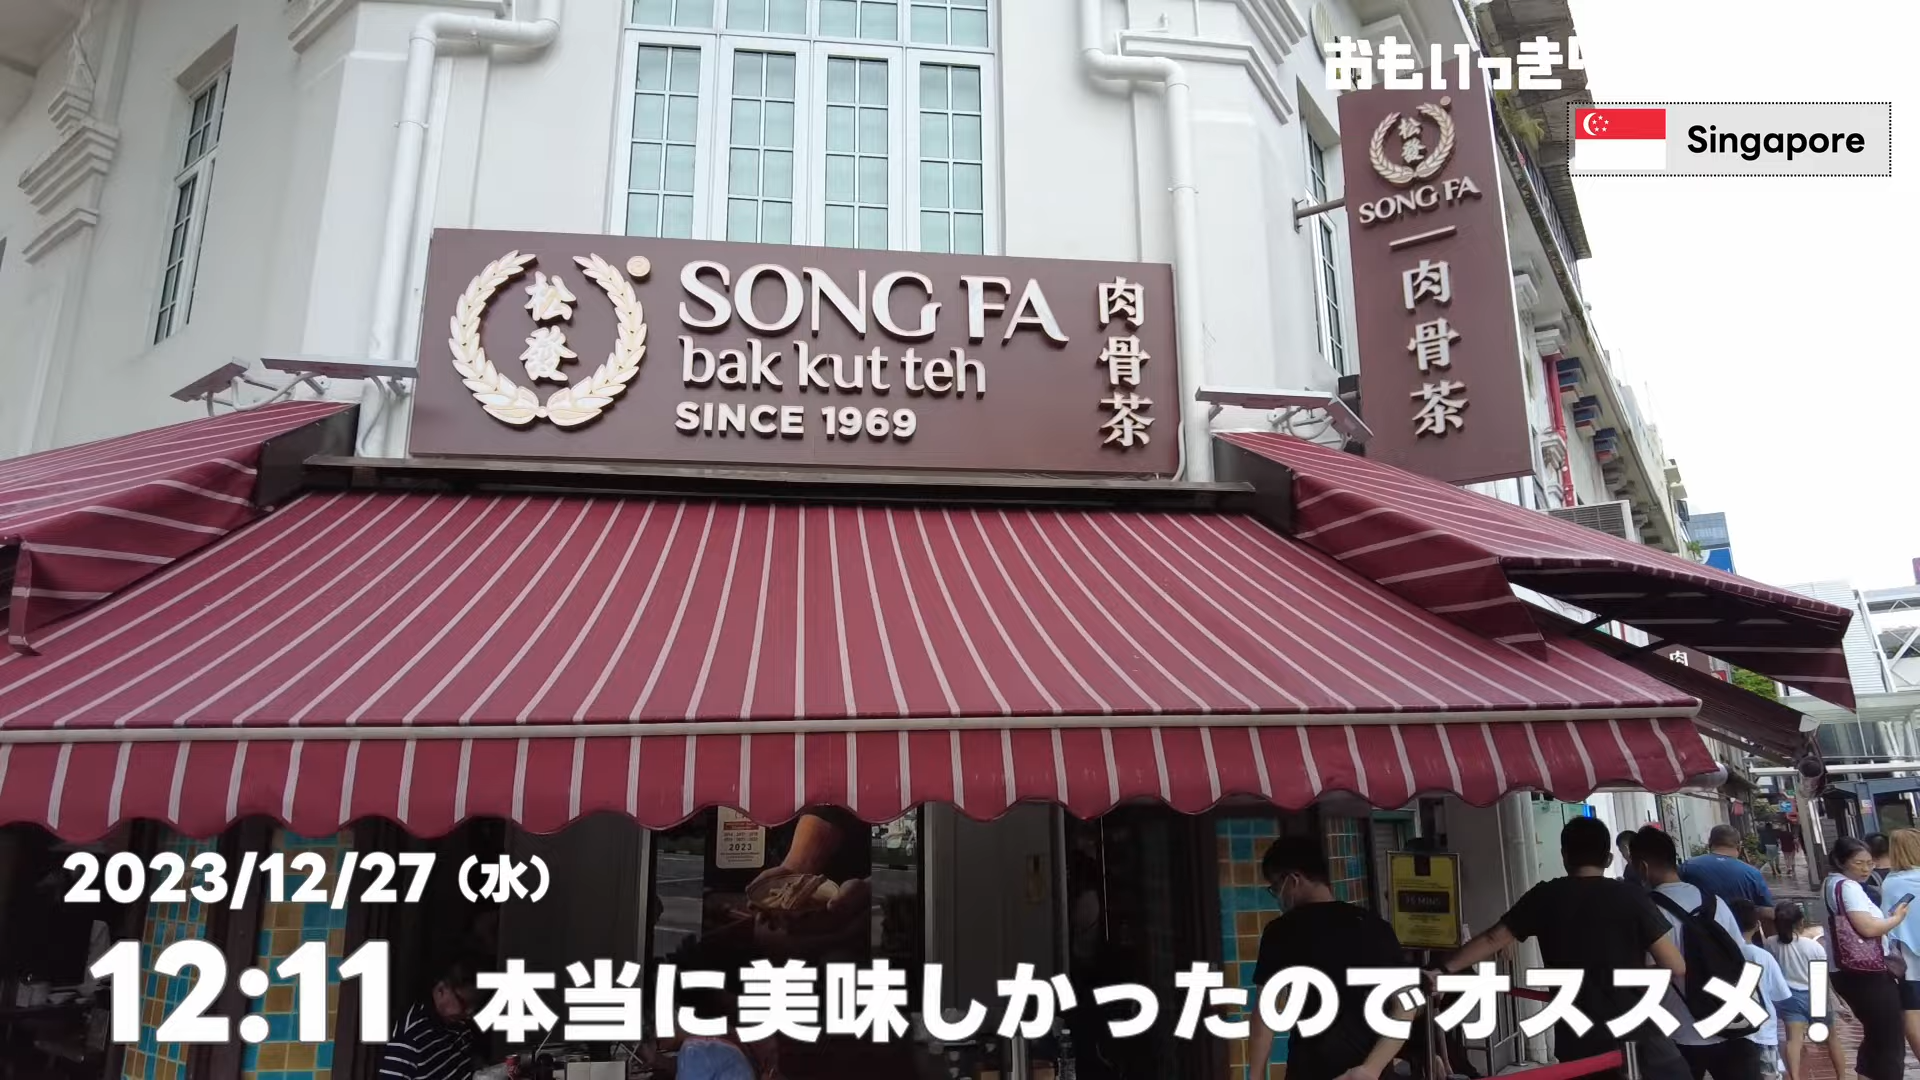 おもいっき
Singapore
松發
SONG FA
肉骨茶
松發
SONG FA
bak kut teh
SINCE 1969
肉骨茶
肉
2023
2023/12/27（水）
12:11
本当に美味しかったのでオススメ！